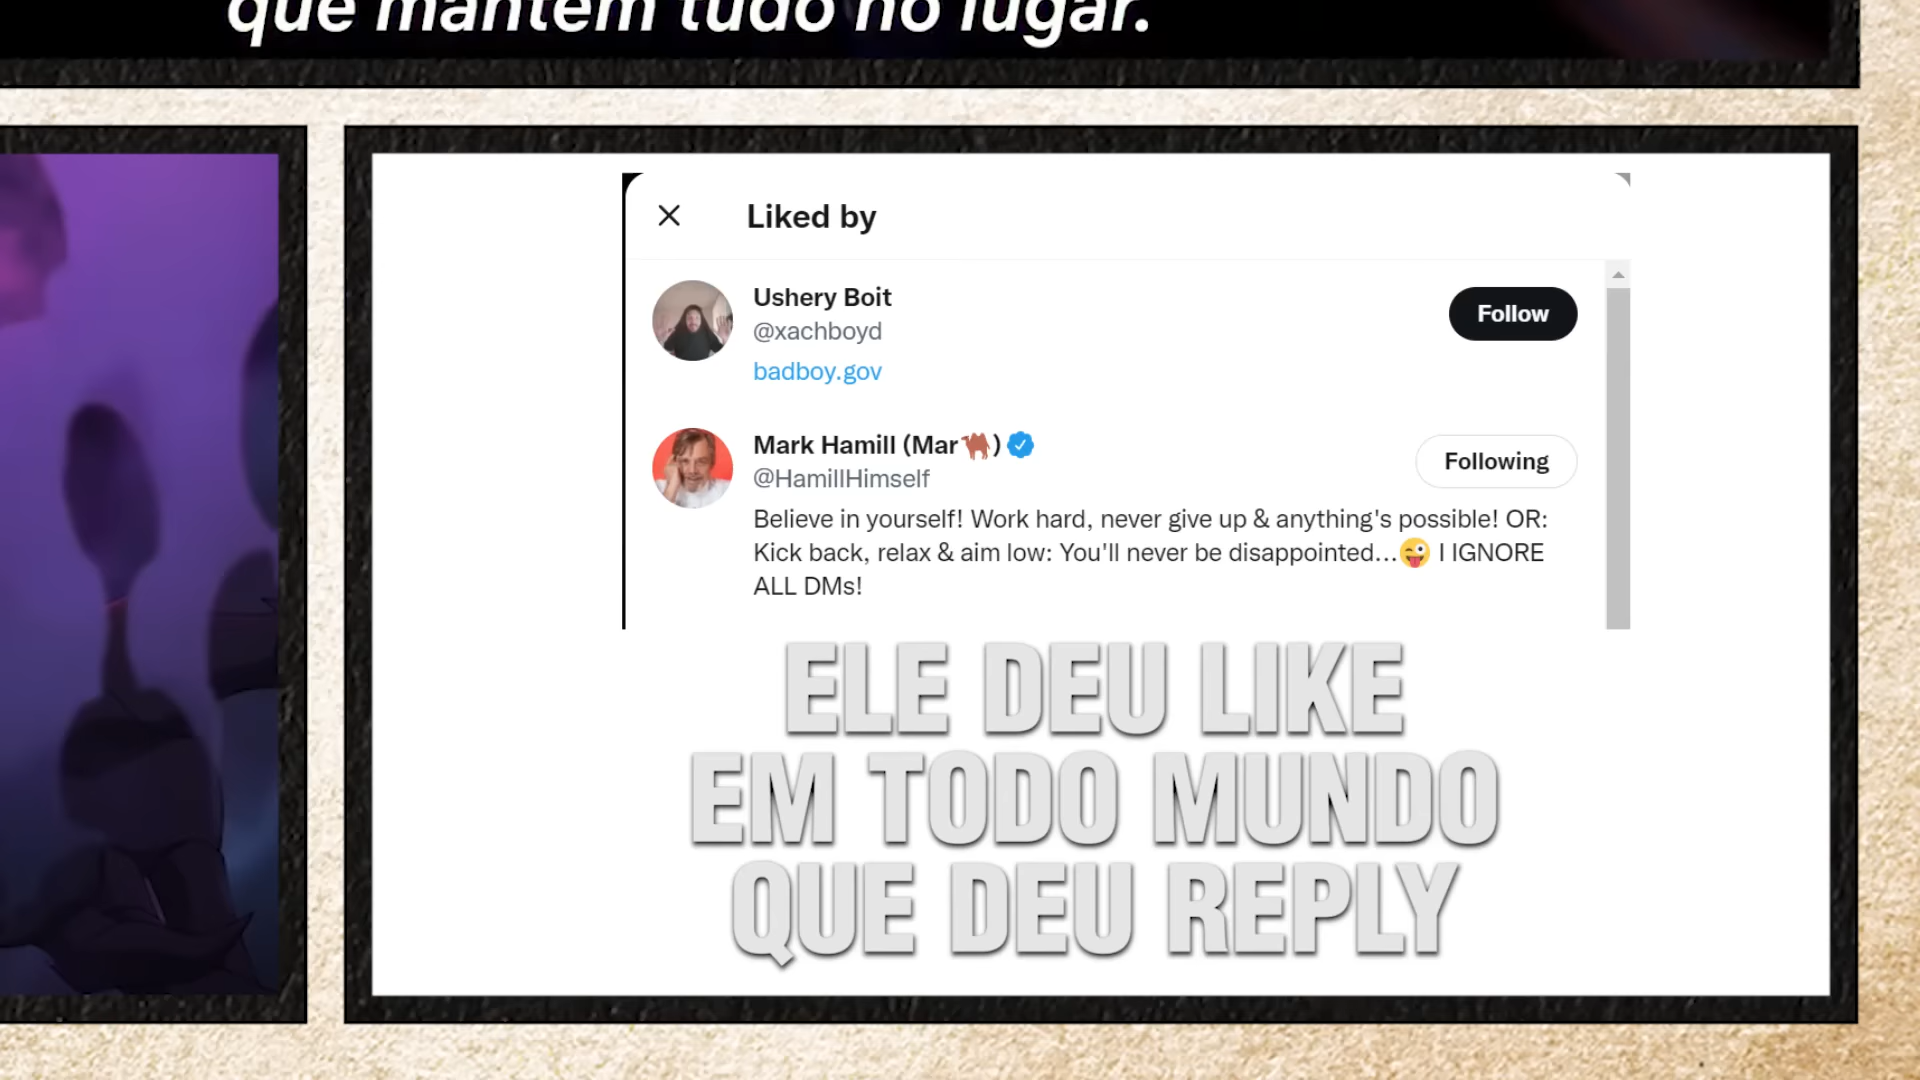 que mantém tudo no lugar.
Liked by
Ushery Boit
Follow
@xachboyd
badboy.gov
Mark Hamill (Mar🐫)
Following
@HamillHimself
Believe in yourself! Work hard, never give up & anything's possible! OR:
Kick back, relax & aim low: You'll never be disappointed...😜 I IGNORE
ALL DMs!
ELE DEU LIKE
EM TODO MUNDO
QUE DEU REPLY